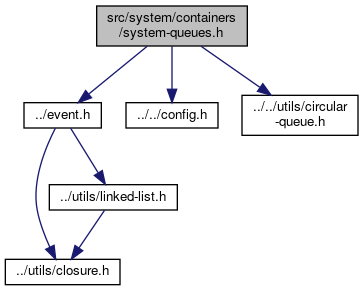 src/system/containers
/system-queues.h
../event.h
../../config.h
../../utils/circular
-queue.h
../utils/linked-list.h
../utils/closure.h